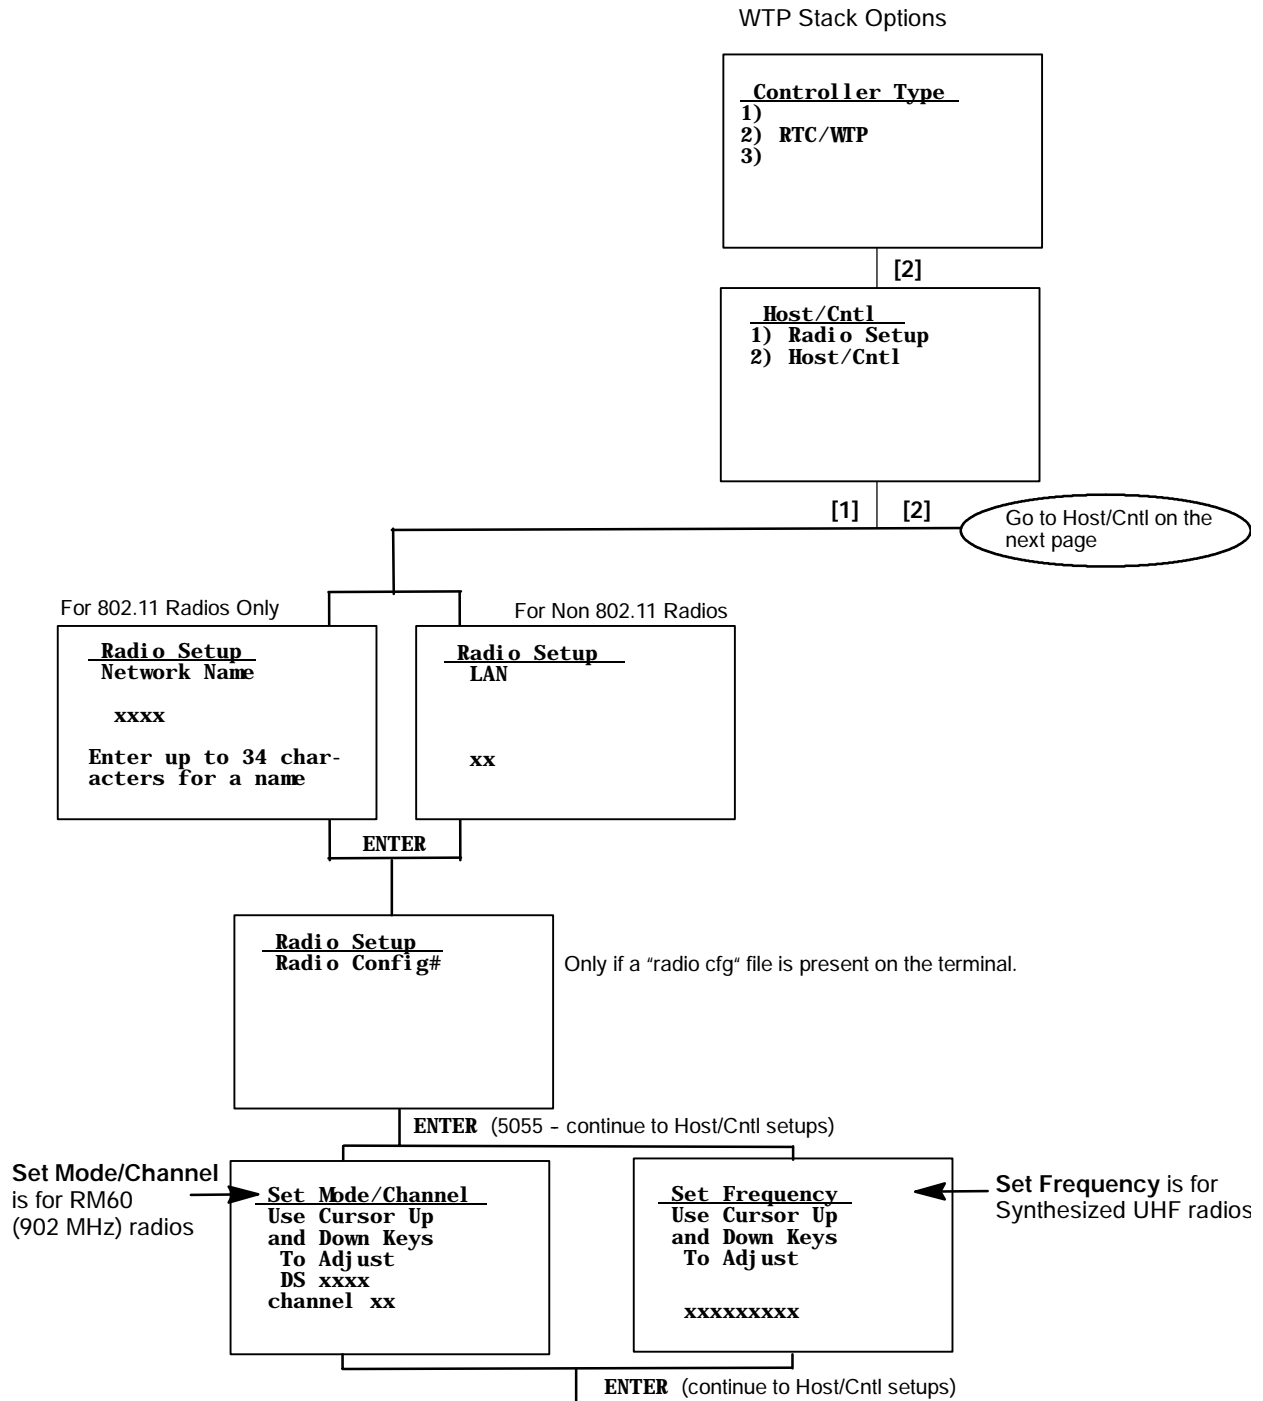 WTP Stack Options
Controller Type
1)
2) RTC/WTP
3)
[2]
Host/Cntl
1) Radio Setup
2) Host/Cntl
[1] [2]
Go to Host/Cntl on the
next page
For 802.11 Radios Only
Radio Setup
Network Name
xxxx
Enter up to 34 char-
acters for a name
For Non 802.11 Radios
Radio Setup
LAN
xx
ENTER
Radio Setup
Radio Config#
Only if a “radio cfg“ file is present on the terminal.
ENTER (5055 - continue to Host/Cntl setups)
Set Mode/Channel
is for RM60
(902 MHz) radios
Set Mode/Channel
Use Cursor Up
and Down Keys
To Adjust
DS xxxx
channel xx
Set Frequency
Use Cursor Up
and Down Keys
To Adjust
xxxxxxxxx
Set Frequency is for
Synthesized UHF radios
ENTER (continue to Host/Cntl setups)